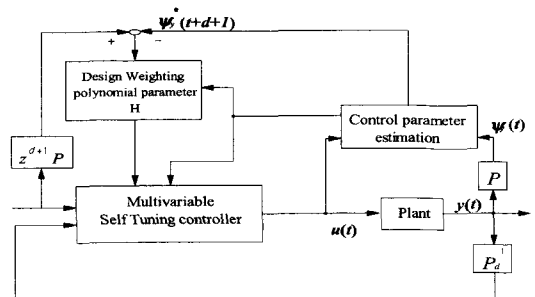 ψ*y(t+d+1)
+ −
Design Weighting
polynomial parameter
H
Control parameter
estimation
ψ(t)
z^{d+1} P
P
Multivariable
Self Tuning controller
Plant
y(t)
u(t)
P_d